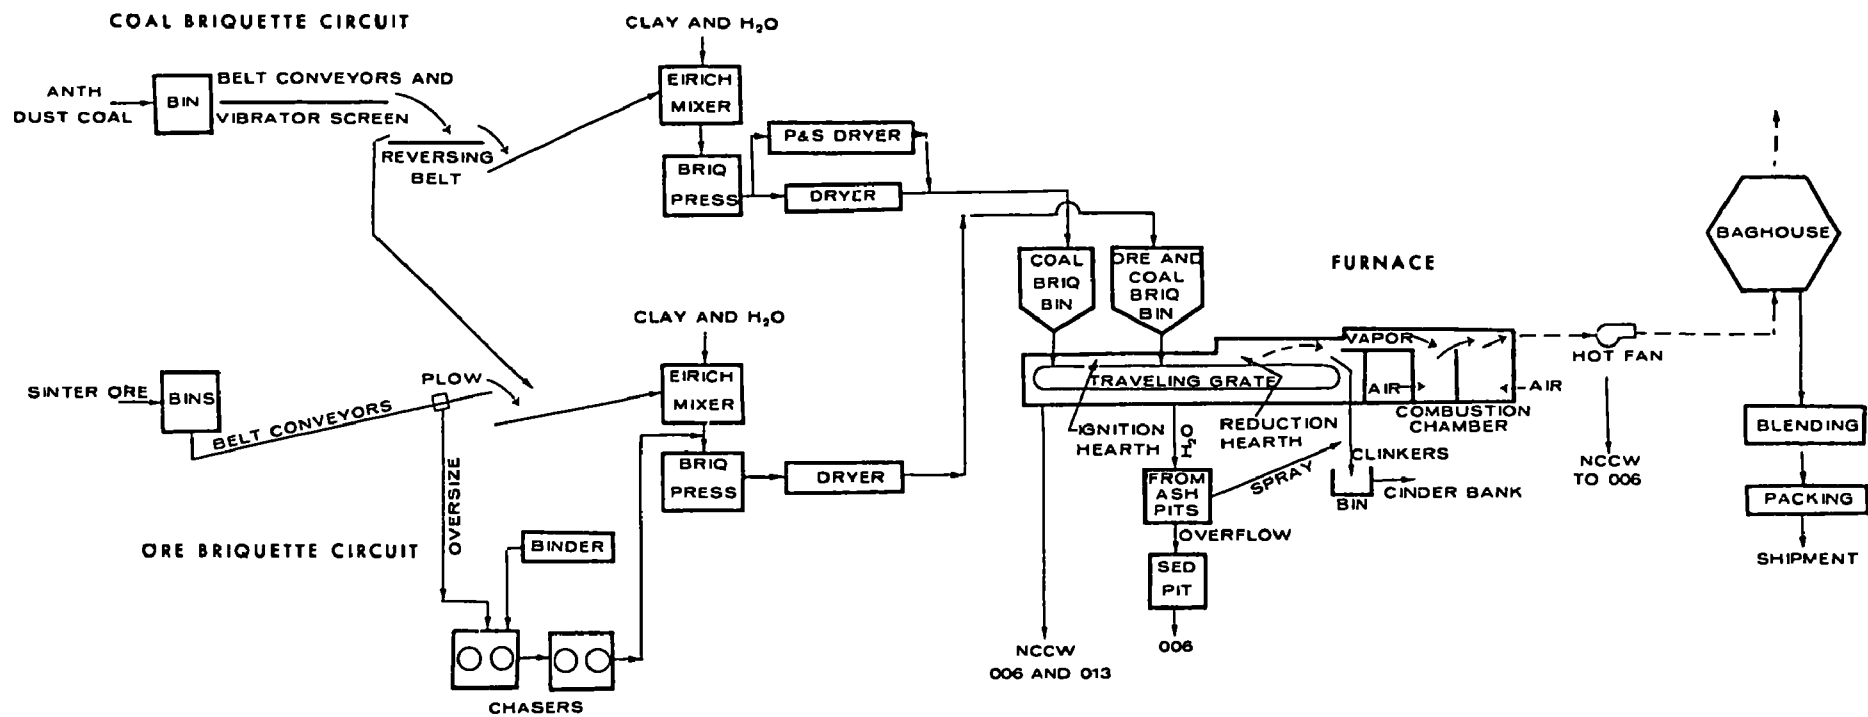 COAL BRIQUETTE CIRCUIT
CLAY AND H₂O
ANTH
DUST COAL
BIN
BELT CONVEYORS AND
VIBRATOR SCREEN
REVERSING
BELT
EIRICH
MIXER
BRIQ
PRESS
P&S DRYER
DRYER
CLAY AND H₂O
SINTER ORE
BINS
BELT CONVEYORS
PLOW
EIRICH
MIXER
BRIQ
PRESS
DRYER
OVERSIZE
ORE BRIQUETTE CIRCUIT
BINDER
CHASERS
COAL
BRIQ
BIN
ORE AND
COAL
BRIQ
BIN
FURNACE
VAPOR
TRAVELING GRATE
AIR
AIR
COMBUSTION
CHAMBER
IGNITION
HEARTH
H₂O
REDUCTION
HEARTH
FROM
ASH
PITS
SPRAY
CLINKERS
BIN
CINDER BANK
OVERFLOW
SED
PIT
006
NCCW
006 AND 013
HOT FAN
NCCW
TO 006
BAGHOUSE
BLENDING
PACKING
SHIPMENT